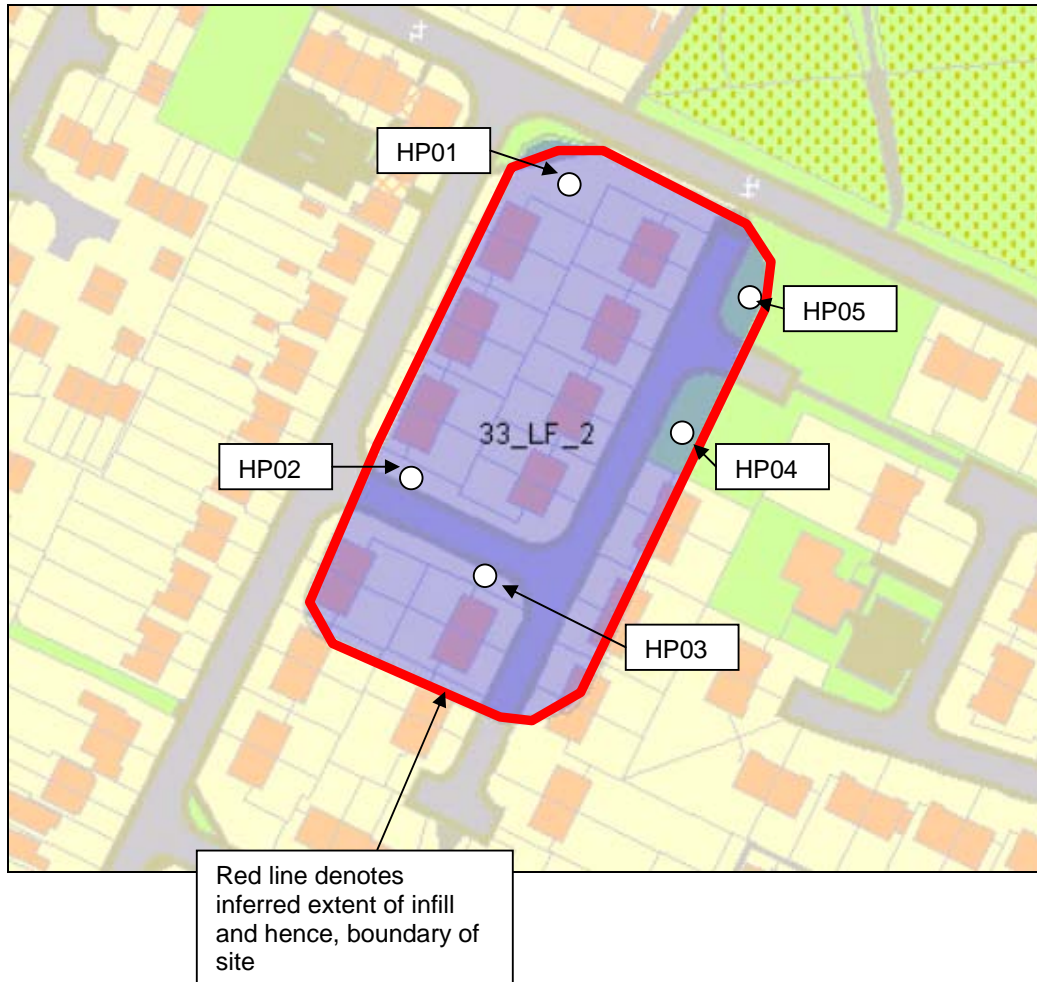 HP01
HP05
33_LF_2
HP02
HP04
HP03
Red line denotes
inferred extent of infill
and hence, boundary of
site